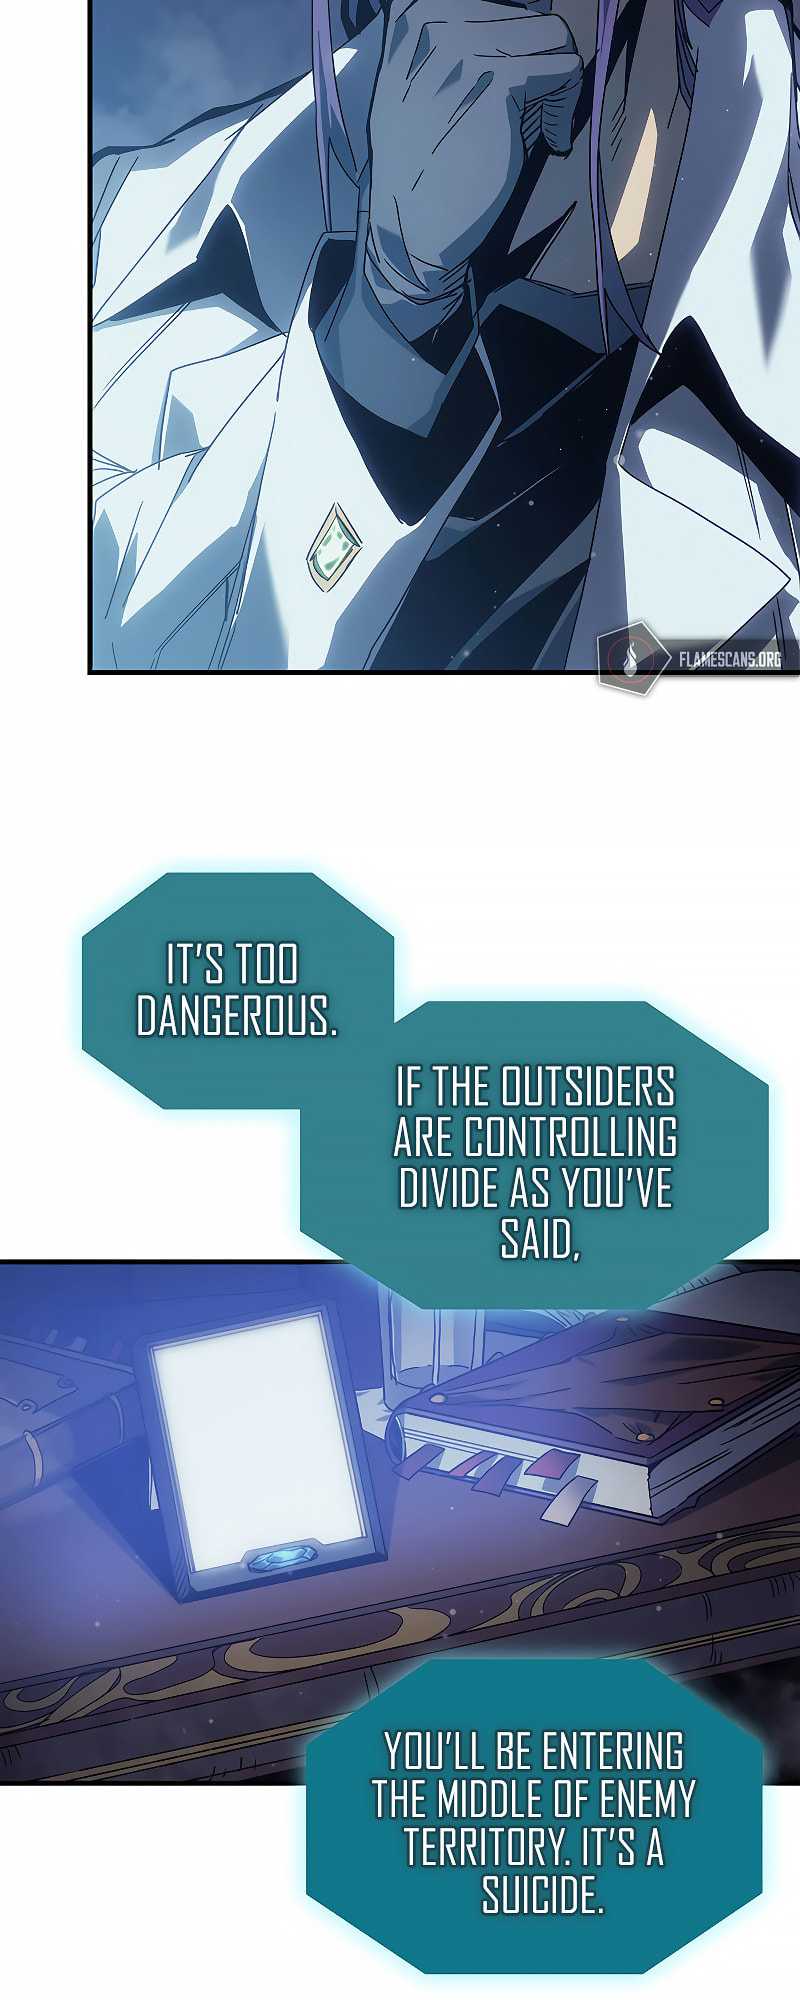 FLAMESCANS.ORG
IT'S TOO
DANGEROUS.
IF THE OUTSIDERS
ARE CONTROLLING
DIVIDE AS YOU'VE
SAID,
YOU'LL BE ENTERING
THE MIDDLE OF ENEMY
TERRITORY. IT'S A
SUICIDE.